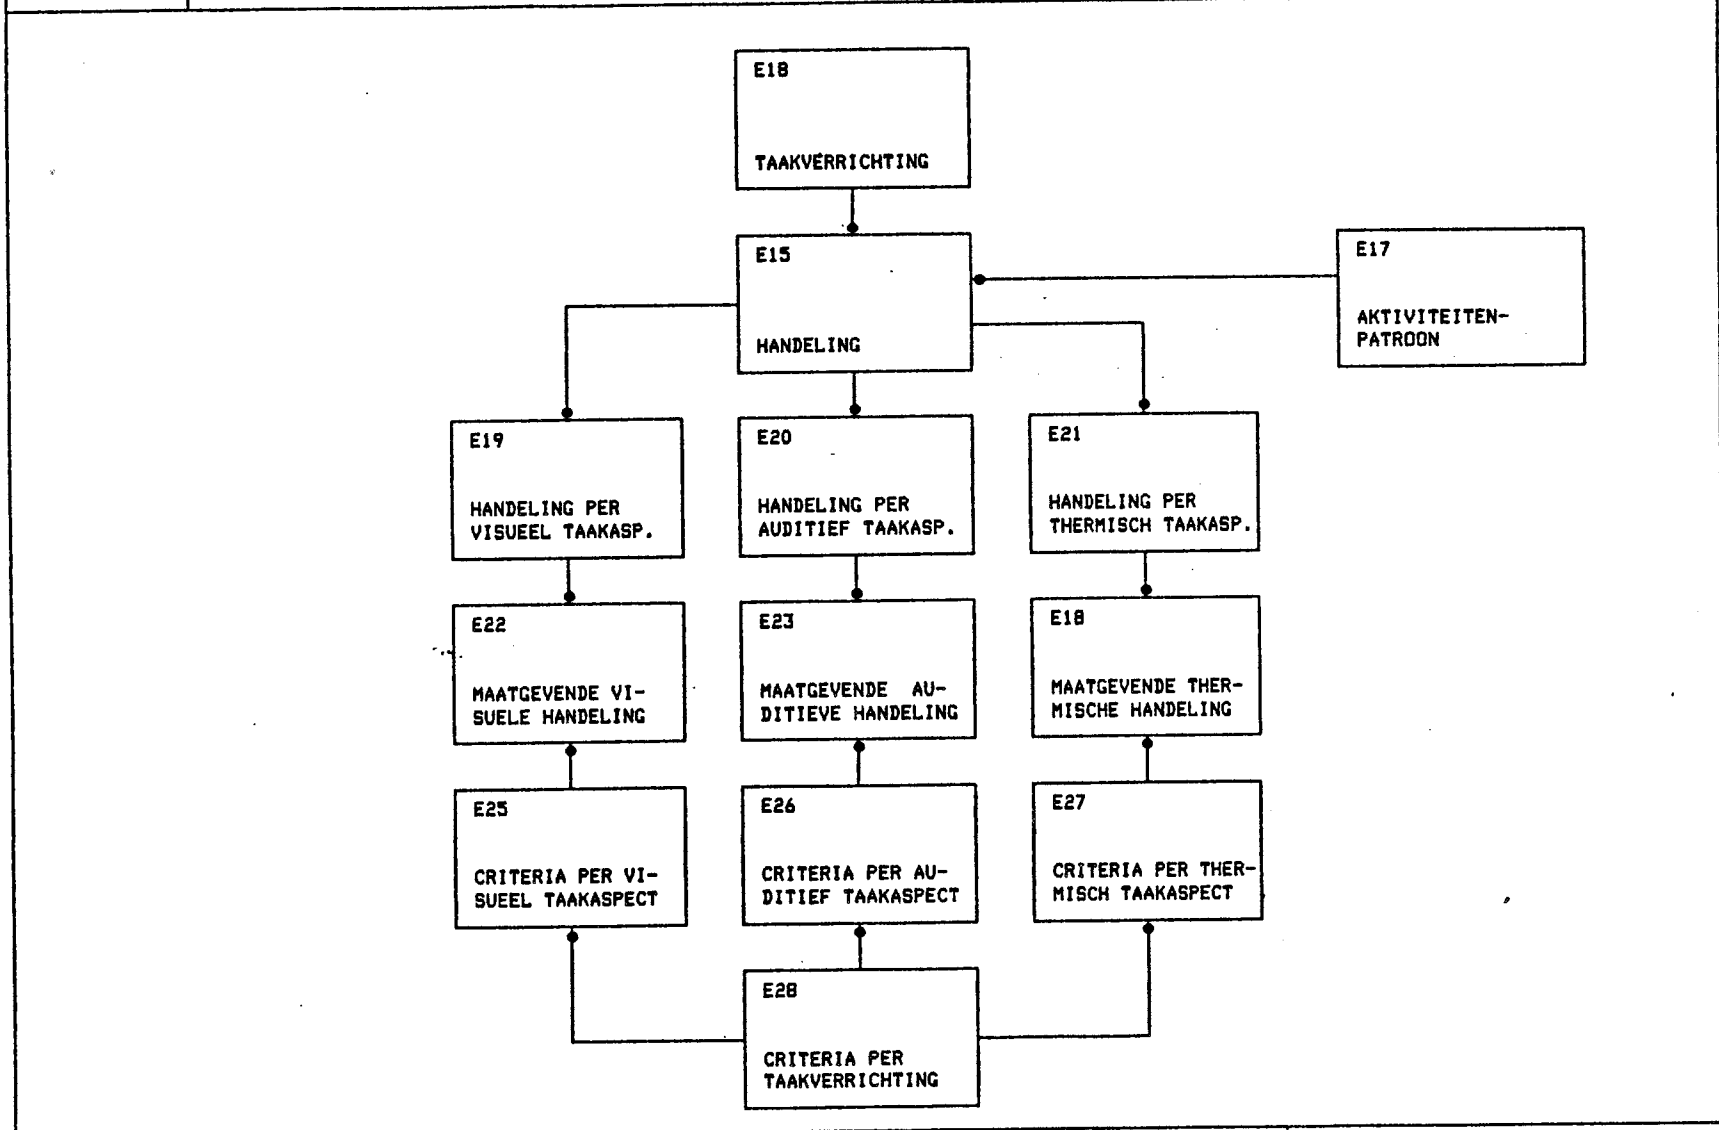 E18
TAAKVERRICHTING
E15
HANDELING
E17
AKTIVITEITEN-
PATROON
E19
HANDELING PER
VISUEEL TAAKASP.
E20
HANDELING PER
AUDITIEF TAAKASP.
E21
HANDELING PER
THERMISCH TAAKASP.
E22
MAATGEVENDE VI-
SUELE HANDELING
E23
MAATGEVENDE AU-
DITIEVE HANDELING
E18
MAATGEVENDE THER-
MISCHE HANDELING
E25
CRITERIA PER VI-
SUEEL TAAKASPECT
E26
CRITERIA PER AU-
DITIEF TAAKASPECT
E27
CRITERIA PER THER-
MISCH TAAKASPECT
E28
CRITERIA PER
TAAKVERRICHTING